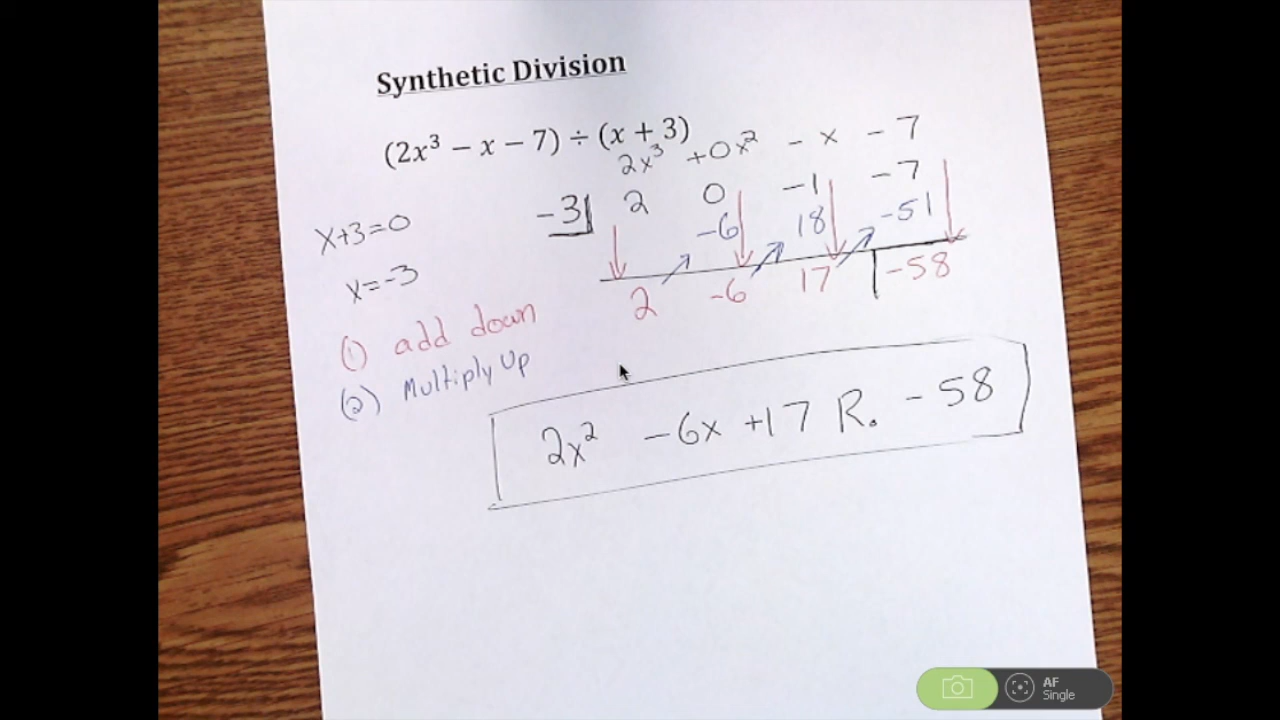 Synthetic Division
(2x³ − x − 7) ÷ (x + 3)
2x³ +0x² − x − 7
−3 2 0 −1 −7
−6 18 −51
2 −6 17 −58
x+3=0
x=−3
(1) add down
(2) Multiply Up
2x² −6x +17 R. −58
AF
Single